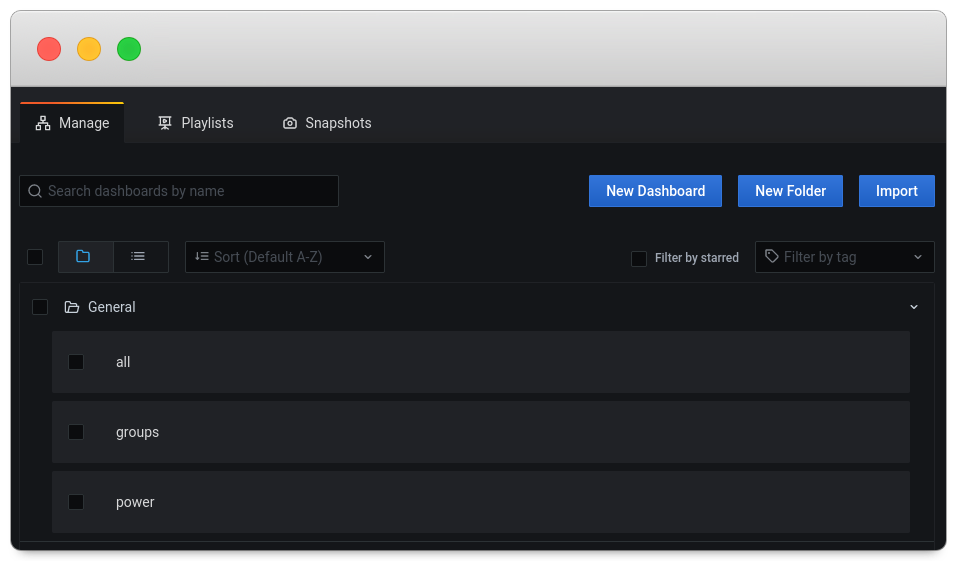 Manage Playlists Snapshots
Search dashboards by name New Dashboard New Folder Import
Sort (Default A-Z) Filter by starred Filter by tag
General
all
groups
power